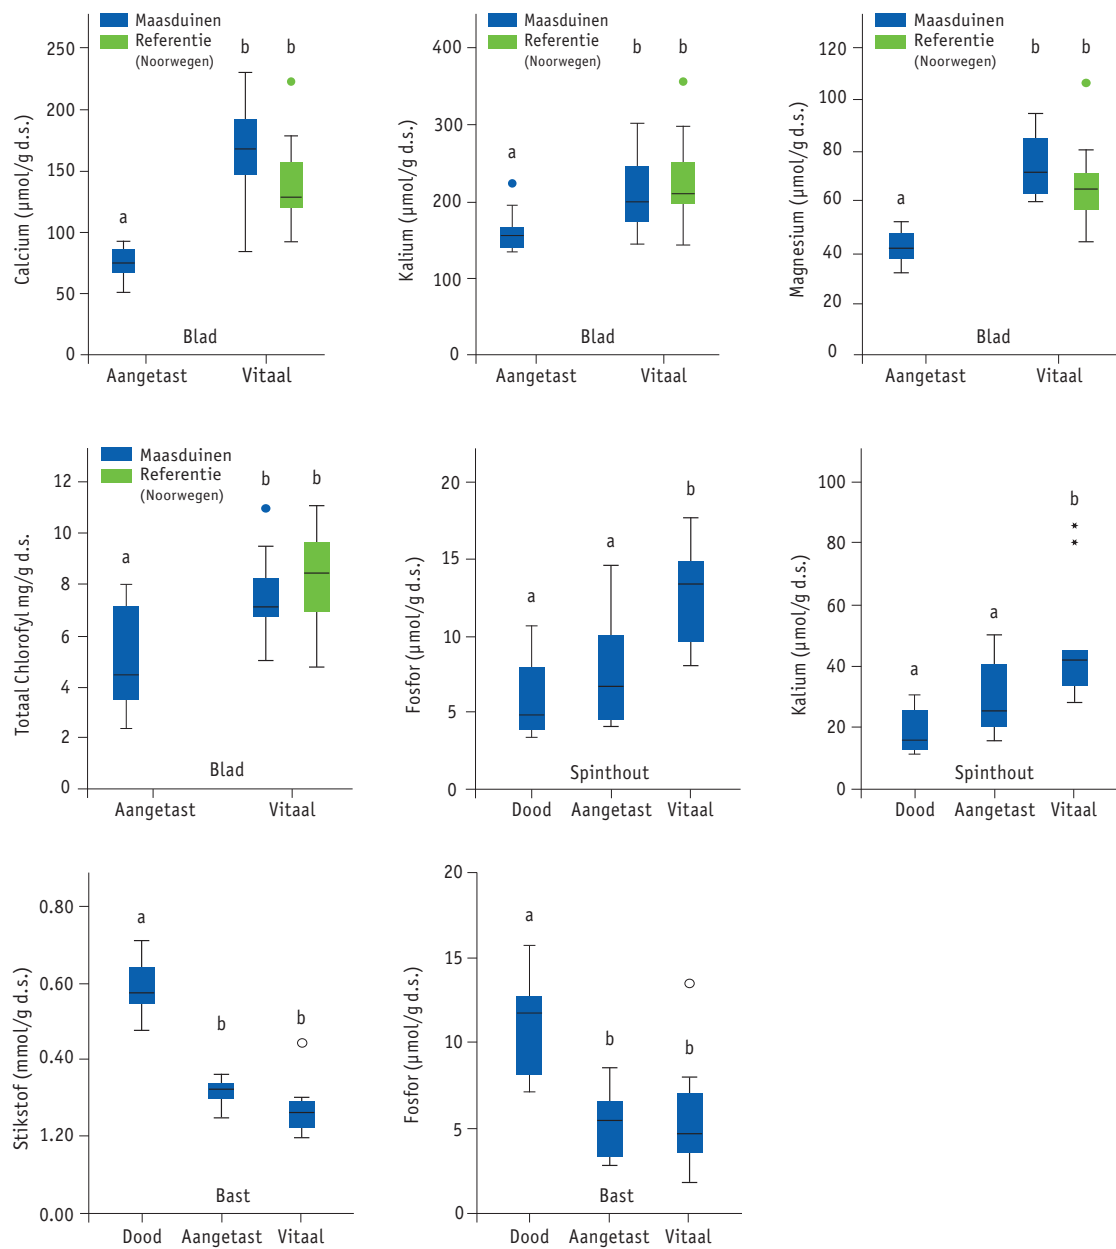 Maasduinen
Referentie
(Noorwegen)
Calcium (µmol/g d.s.)
250
200
150
100
50
0
a
b
b
Blad
Aangetast
Vitaal
Maasduinen
Referentie
(Noorwegen)
Kalium (µmol/g d.s.)
400
300
200
100
0
a
b
b
Blad
Aangetast
Vitaal
Maasduinen
Referentie
(Noorwegen)
Magnesium (µmol/g d.s.)
120
100
80
60
40
20
0
a
b
b
Blad
Aangetast
Vitaal
Maasduinen
Referentie
(Noorwegen)
Totaal Chlorofyl mg/g d.s.
12
10
8
6
4
2
0
a
b
b
Blad
Aangetast
Vitaal
Fosfor (µmol/g d.s.)
20
15
10
5
0
a
a
b
Spinthout
Dood
Aangetast
Vitaal
Kalium (µmol/g d.s.)
100
80
60
40
20
0
a
a
b
Spinthout
Dood
Aangetast
Vitaal
Stikstof (mmol/g d.s.)
0.80
0.60
0.40
1.20
0.00
a
b
b
Bast
Dood
Aangetast
Vitaal
Fosfor (µmol/g d.s.)
20
15
10
5
0
a
b
b
Bast
Dood
Aangetast
Vitaal